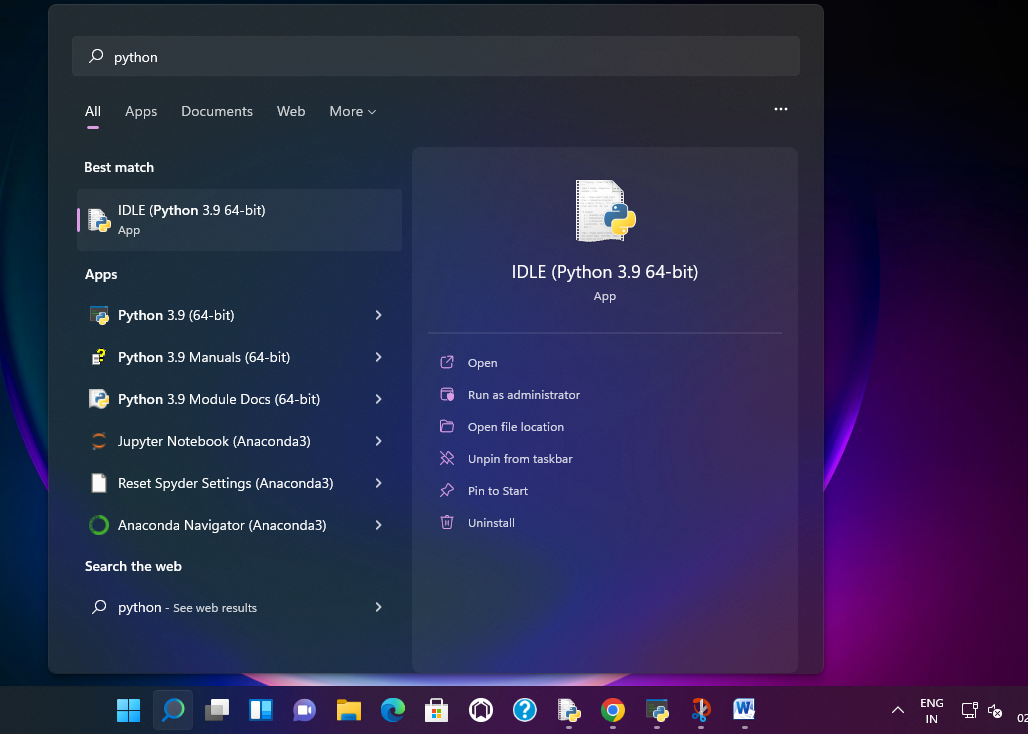 python
All Apps Documents Web More
Best match
IDLE (Python 3.9 64-bit)
App
Apps
Python 3.9 (64-bit)
Python 3.9 Manuals (64-bit)
Python 3.9 Module Docs (64-bit)
Jupyter Notebook (Anaconda3)
Reset Spyder Settings (Anaconda3)
Anaconda Navigator (Anaconda3)
Search the web
python - See web results
IDLE (Python 3.9 64-bit)
App
Open
Run as administrator
Open file location
Unpin from taskbar
Pin to Start
Uninstall
ENG
IN
02